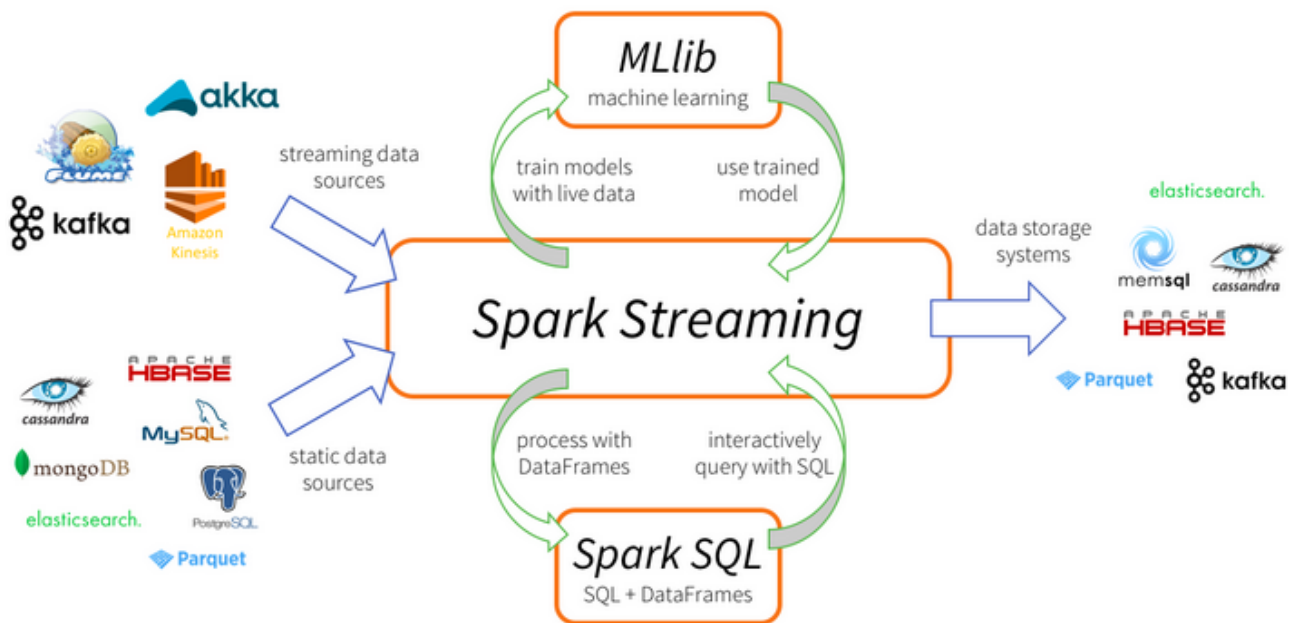 MLlib
machine learning
akka
FLUME
streaming data
sources
train models
with live data
use trained
model
kafka
Amazon
Kinesis
elasticsearch.
data storage
systems
memsql
cassandra
Spark Streaming
APACHE
HBASE
Parquet
kafka
APACHE
HBASE
cassandra
MySQL®
mongoDB
static data
sources
process with
DataFrames
interactively
query with SQL
elasticsearch.
PostgreSQL
Parquet
Spark SQL
SQL + DataFrames